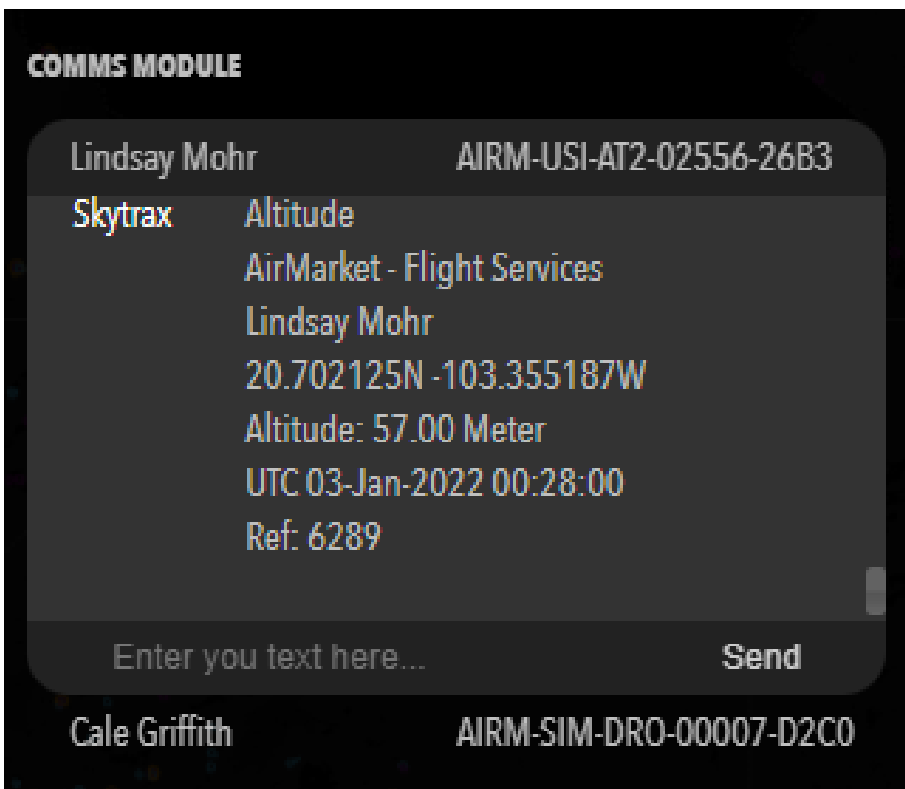 COMMS MODULE
Lindsay Mohr AIRM-USI-AT2-02556-26B3
Skytrax Altitude
AirMarket - Flight Services
Lindsay Mohr
20.702125N -103.355187W
Altitude: 57.00 Meter
UTC 03-Jan-2022 00:28:00
Ref: 6289
Enter you text here... Send
Cale Griffith AIRM-SIM-DRO-00007-D2C0